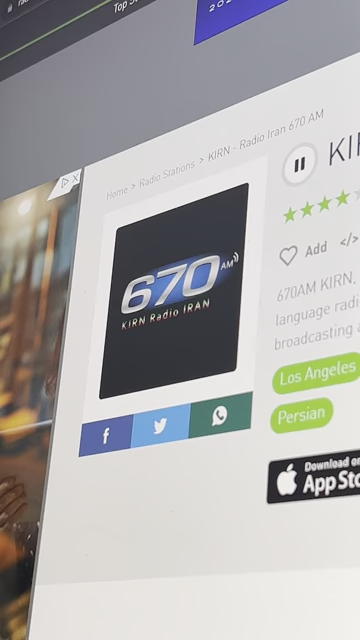 Home > Radio Stations > KIRN - Radio Iran 670 AM
670 AM
KIRN Radio IRAN
Add </>
670AM KIRN,
language radi
broadcasting
Los Angeles
Persian
Download on
App Sto